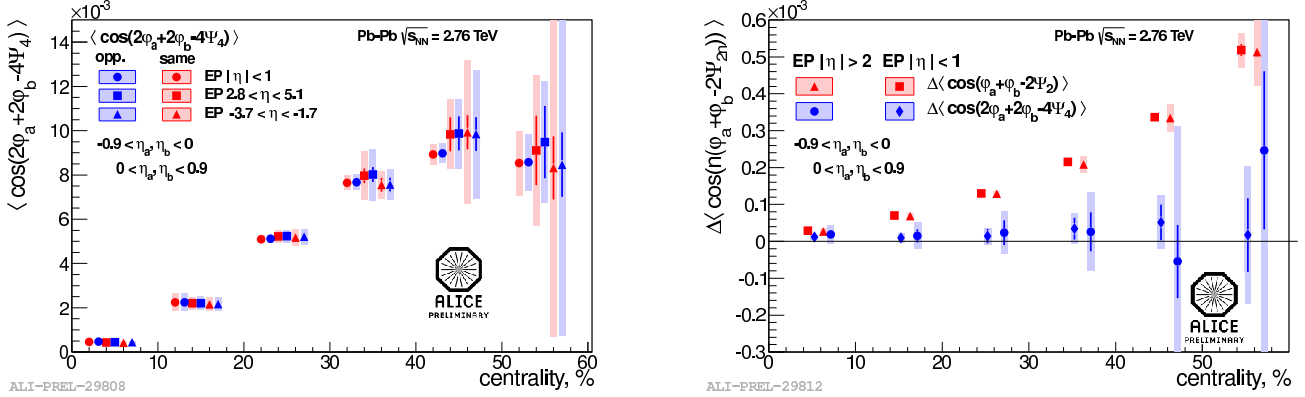 ×10⁻³
⟨ cos(2φa+2φb-4Ψ4) ⟩
14
12
10
8
6
4
2
0
⟨ cos(2φa+2φb-4Ψ4) ⟩
opp. same
EP |η| < 1
EP 2.8 < η < 5.1
EP -3.7 < η < -1.7
-0.9 < ηa, ηb < 0
0 < ηa, ηb < 0.9
Pb-Pb √sNN = 2.76 TeV
ALICE
PRELIMINARY
0 10 20 30 40 50 60
centrality, %
ALI-PREL-29808
×10⁻³
Δ⟨ cos(n(φa+φb-2Ψ2n)) ⟩
0.6
0.5
0.4
0.3
0.2
0.1
0
-0.1
-0.2
-0.3
Pb-Pb √sNN = 2.76 TeV
EP |η| > 2 EP |η| < 1
Δ⟨ cos(φa+φb-2Ψ2) ⟩
Δ⟨ cos(2φa+2φb-4Ψ4) ⟩
-0.9 < ηa, ηb < 0
0 < ηa, ηb < 0.9
ALICE
PRELIMINARY
0 10 20 30 40 50
centrality, %
ALI-PREL-29812